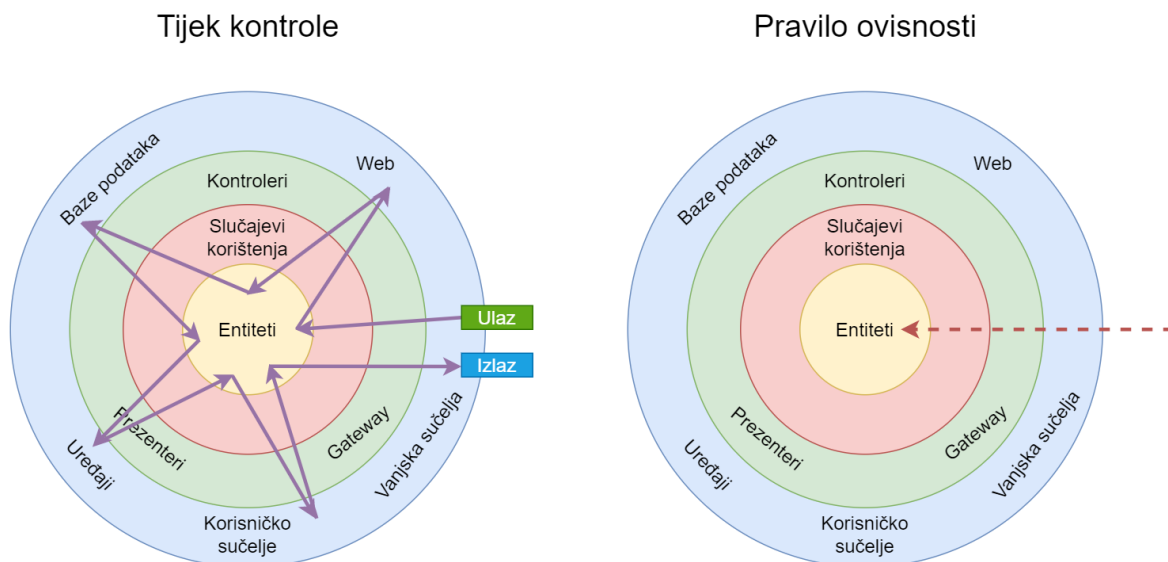 Tijek kontrole
Baze podataka
Web
Kontroleri
Slučajevi
korištenja
Entiteti
Ulaz
Izlaz
Prezenteri
Gateway
Uređaji
Vanjska sučelja
Korisničko
sučelje
Pravilo ovisnosti
Baze podataka
Web
Kontroleri
Slučajevi
korištenja
Entiteti
Prezenteri
Gateway
Uređaji
Vanjska sučelja
Korisničko
sučelje